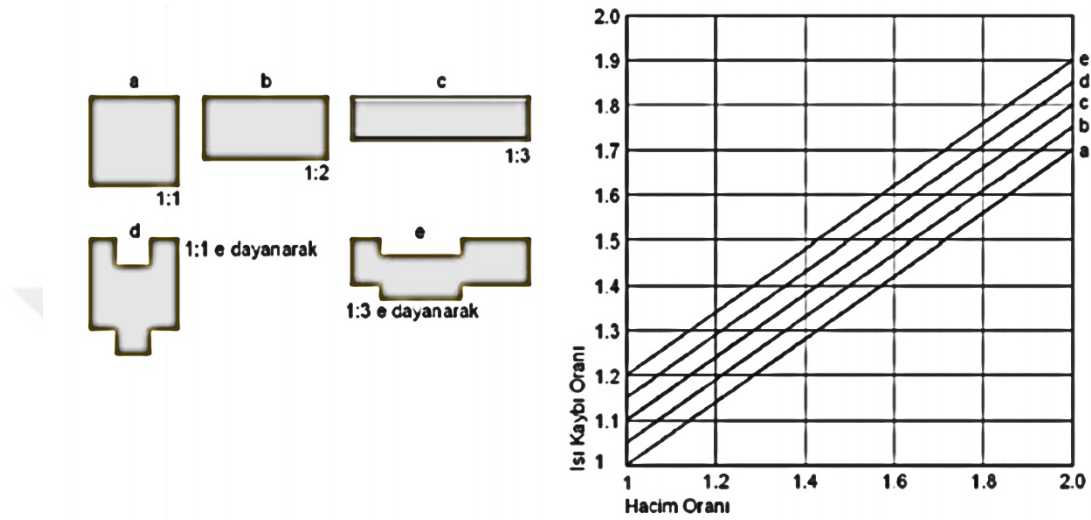 a
b
c
1:1
1:2
1:3
d
1:1 e dayanarak
e
1:3 e dayanarak
2.0
1.9
1.8
1.7
1.6
1.5
1.4
1.3
1.2
1.1
1
e
d
c
b
a
Isı Kaybı Oranı
1
1.2
1.4
1.6
1.8
2.0
Hacim Oranı